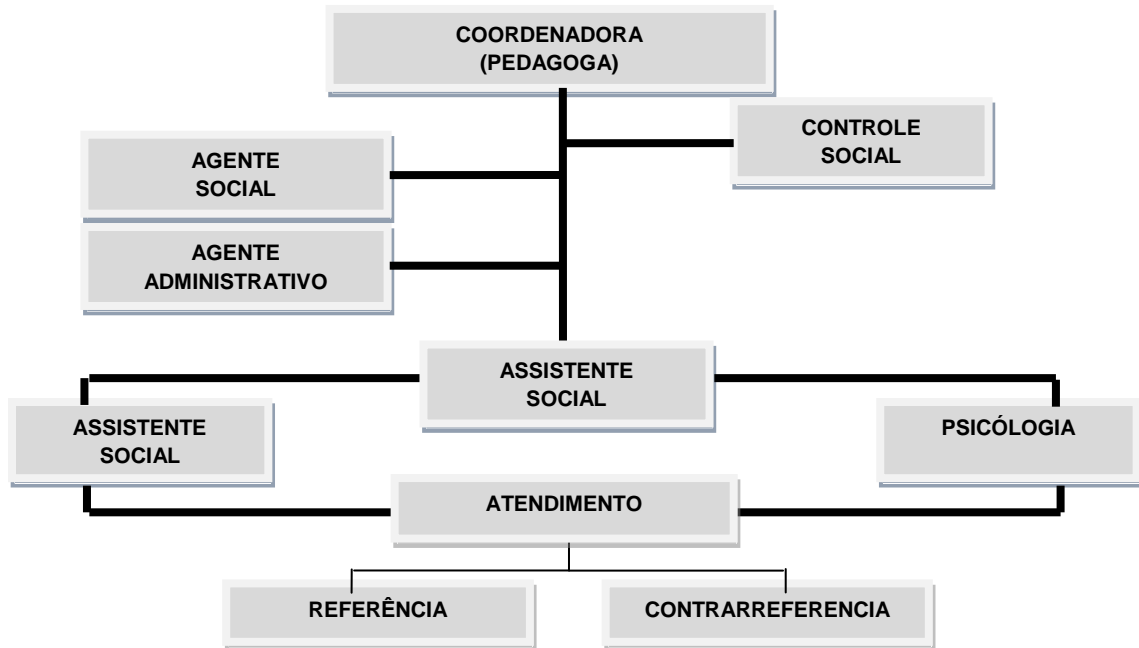 COORDENADORA
(PEDAGOGA)
CONTROLE
SOCIAL
AGENTE
SOCIAL
AGENTE
ADMINISTRATIVO
ASSISTENTE
SOCIAL
ASSISTENTE
SOCIAL
PSICÓLOGIA
ATENDIMENTO
REFERÊNCIA
CONTRARREFERENCIA